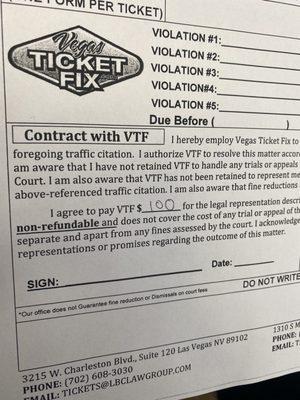 E FORM PER TICKET)
Vegas
TICKET
FIX
VIOLATION #1:
VIOLATION #2:
VIOLATION #3:
VIOLATION#4:
VIOLATION #5:
Due Before ( )
Contract with VTF I hereby employ Vegas Ticket Fix to
foregoing traffic citation. I authorize VTF to resolve this matter accor
am aware that I have not retained VTF to handle any trials or appeals
Court. I am also aware that VTF has not been retained to represent me
above-referenced traffic citation. I am also aware that fine reductions
I agree to pay VTF $ 100 for the legal representation descri
non-refundable and does not cover the cost of any trial or appeal of th
separate and apart from any fines assessed by the court. I acknowledge
representations or promises regarding the outcome of this matter.
SIGN: Date:
*Our office does not Guarantee fine reduction or Dismissals on court fees
DO NOT WRITE
3215 W. Charleston Blvd., Suite 120 Las Vegas NV 89102
PHONE: (702) 608-3030
EMAIL: TICKETS@LBCLAWGROUP.COM
1310 S M
PHONE: (
EMAIL: T